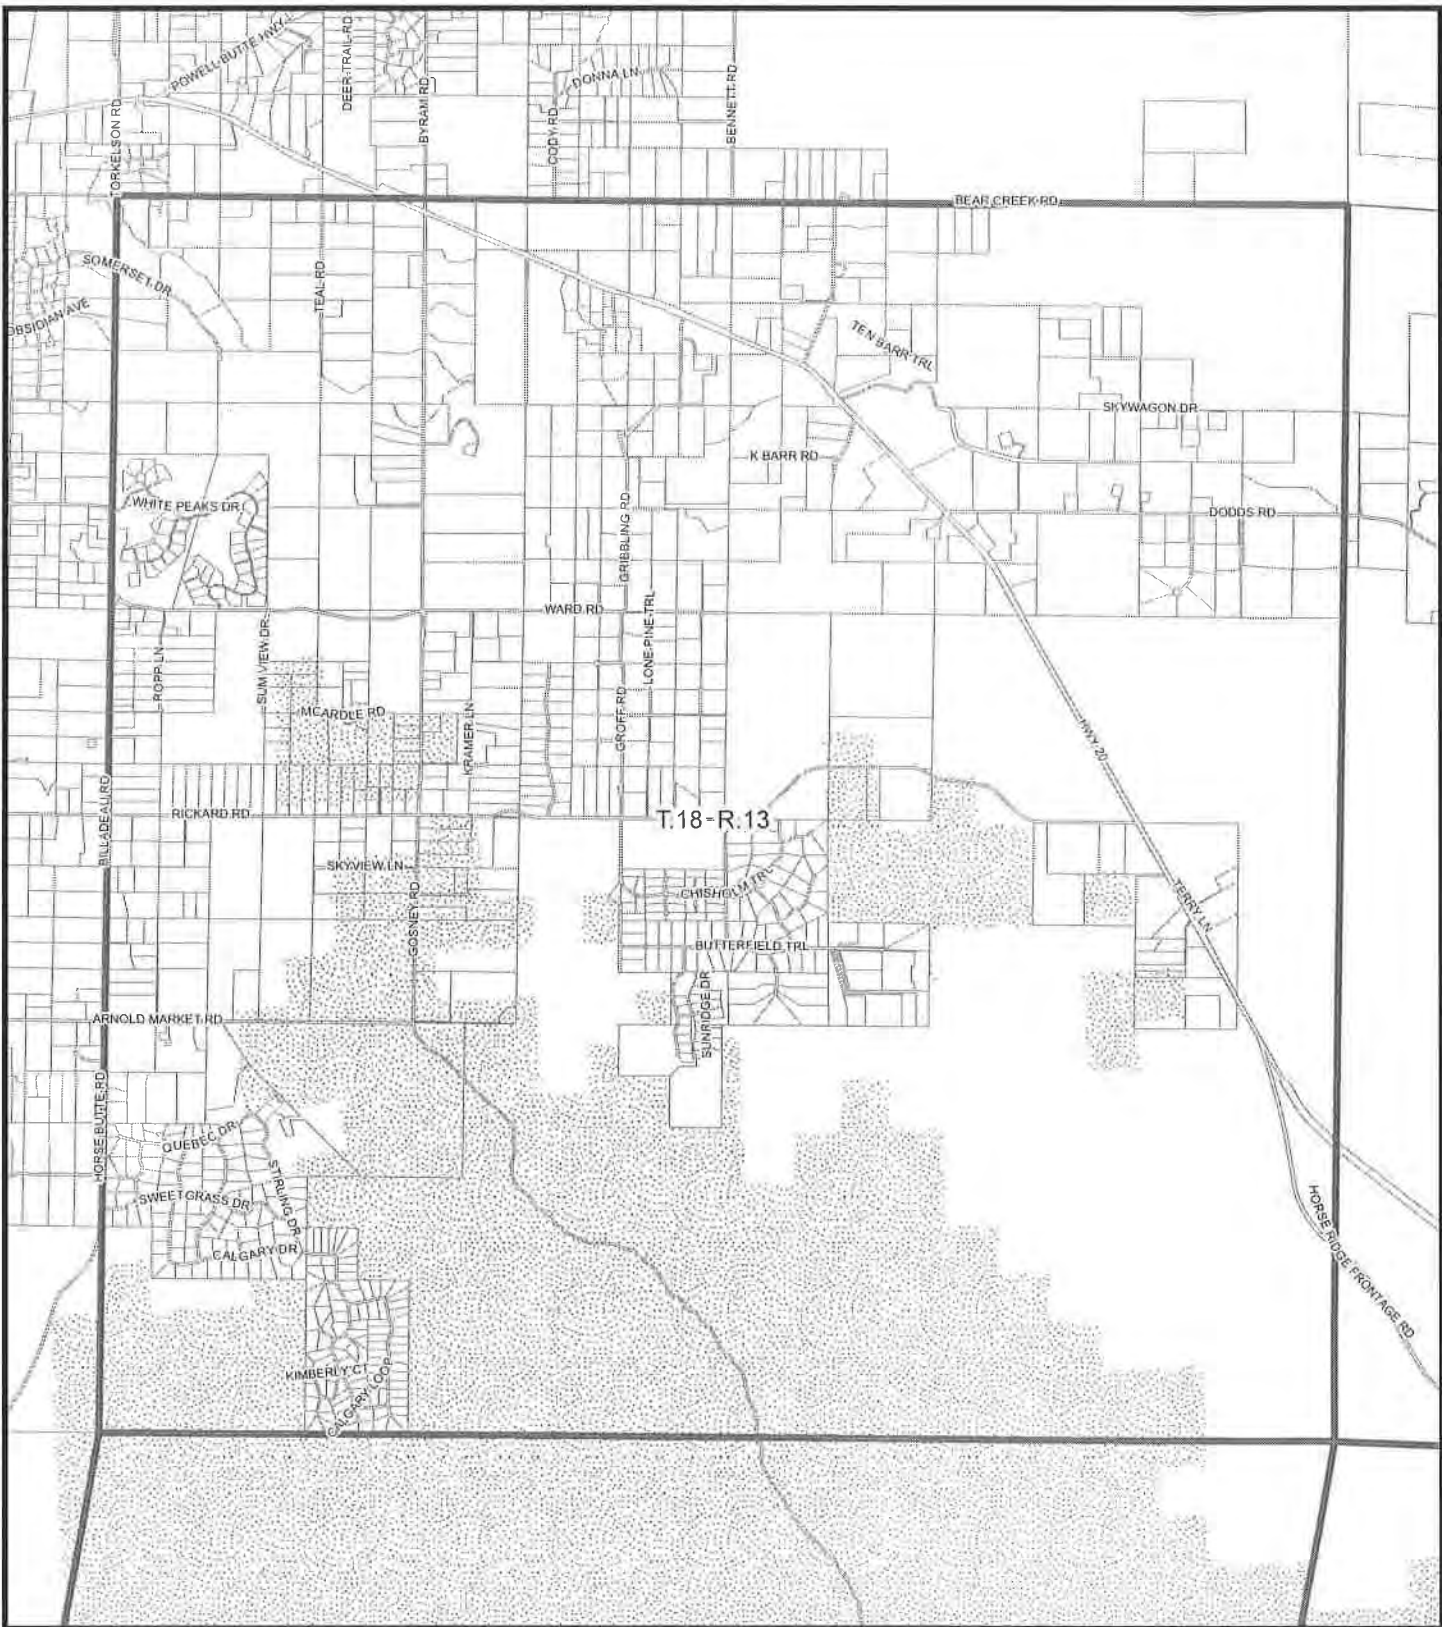 POWELL BUTTE HWY
DEER TRAIL RD
BYRAM RD
DONNA LN
CODY RD
BENNETT RD
TORKELSON RD
BEAR CREEK RD
SOMERSET DR
TEAL RD
OBSIDIAN AVE
TEN BARR TRL
SKYWAGON DR
K BARR RD
WHITE PEAKS DR
GRIBBLING RD
DODDS RD
WARD RD
LONE PINE TRL
ROPP LN
SUM VIEW DR
MCARDLE RD
KRAMER LN
GROFF RD
HWY 20
BILLADEAU RD
RICKARD RD
T.18-R.13
SKYVIEW LN
GOSNEY RD
CHISHOLM TRL
TERRY LN
BUTTERFIELD TRL
SUNRIDGE DR
ARNOLD MARKET RD
HORSE BUTTE RD
QUEBEC DR
STIRLING DR
SWEETGRASS DR
CALGARY DR
HORSE RIDGE FRONTAGE RD
KIMBERLY CT
CALGARY LOOP